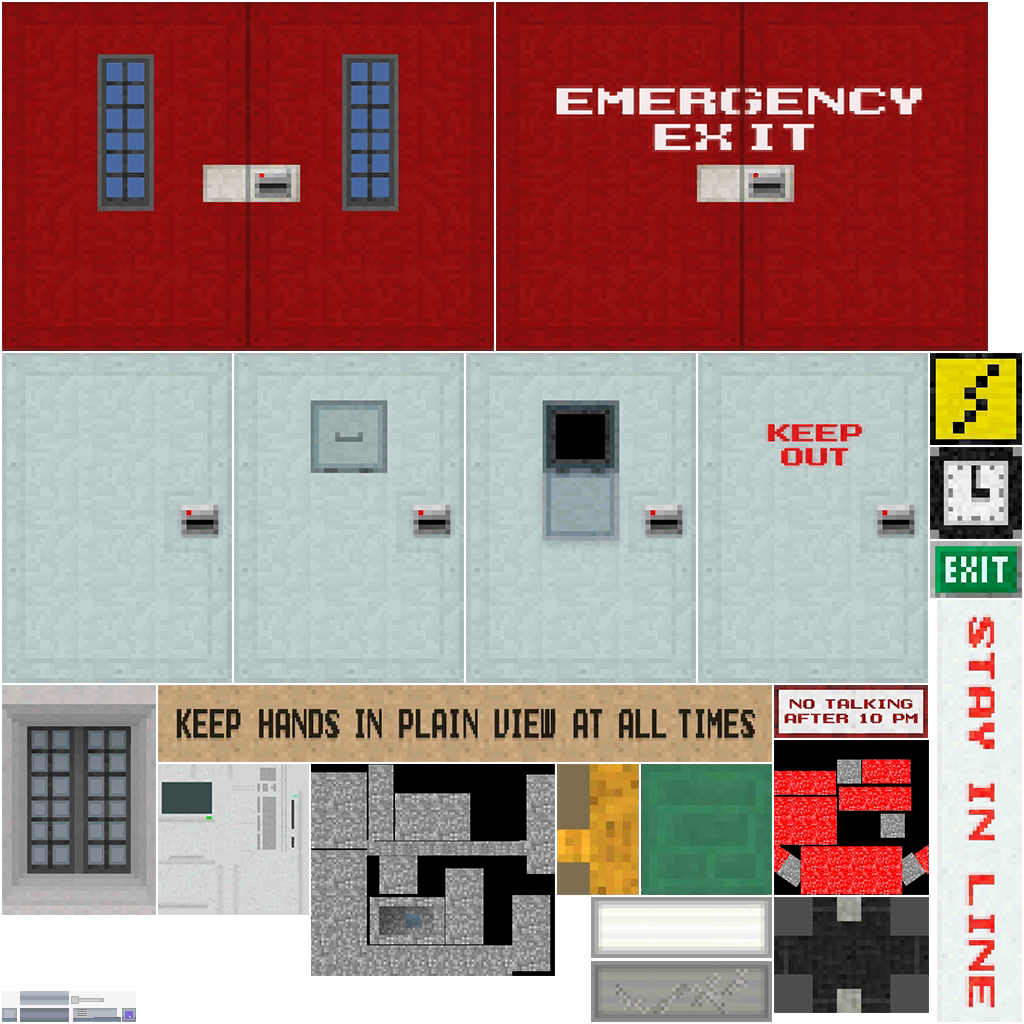 EMERGENCY
EXIT
KEEP
OUT
EXIT
STAY IN LINE
KEEP HANDS IN PLAIN VIEW AT ALL TIMES
NO TALKING
AFTER 10 PM